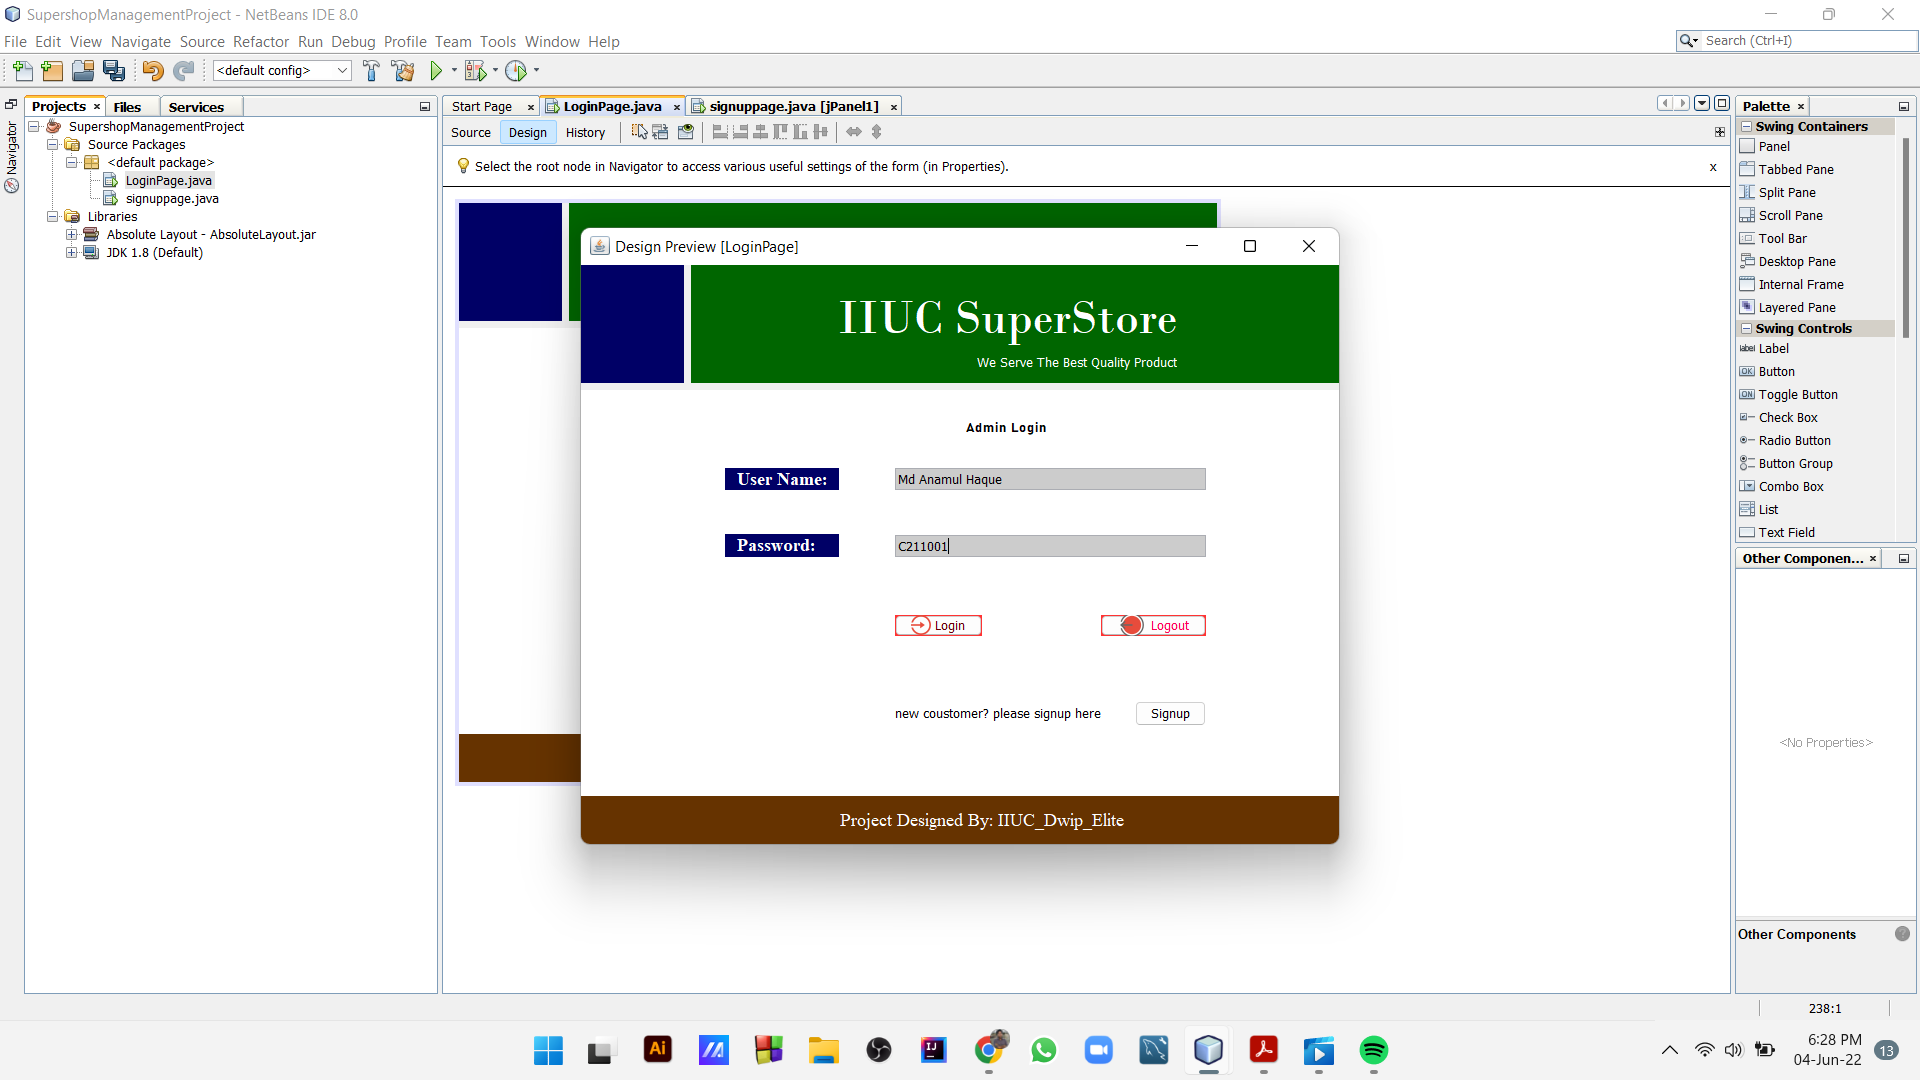 SupershopManagementProject - NetBeans IDE 8.0
File Edit View Navigate Source Refactor Run Debug Profile Team Tools Window Help
Search (Ctrl+I)
<default config>
Projects Files Services
Start Page LoginPage.java signuppage.java [jPanel1]
Palette
Navigator
SupershopManagementProject
Source Packages
<default package>
LoginPage.java
signuppage.java
Libraries
Absolute Layout - AbsoluteLayout.jar
JDK 1.8 (Default)
Source Design History
Select the root node in Navigator to access various useful settings of the form (in Properties).
x
Design Preview [LoginPage]
IIUC SuperStore
We Serve The Best Quality Product
Admin Login
User Name: Md Anamul Haque
Password: C211001
Login Logout
new coustomer? please signup here Signup
Project Designed By: IIUC_Dwip_Elite
Swing Containers
Panel
Tabbed Pane
Split Pane
Scroll Pane
Tool Bar
Desktop Pane
Internal Frame
Layered Pane
Swing Controls
label Label
OK Button
ON Toggle Button
Check Box
Radio Button
Button Group
Combo Box
List
Text Field
Other Componen...
<No Properties>
Other Components
?
238:1
Ai
IJ
6:28 PM
04-Jun-22
13